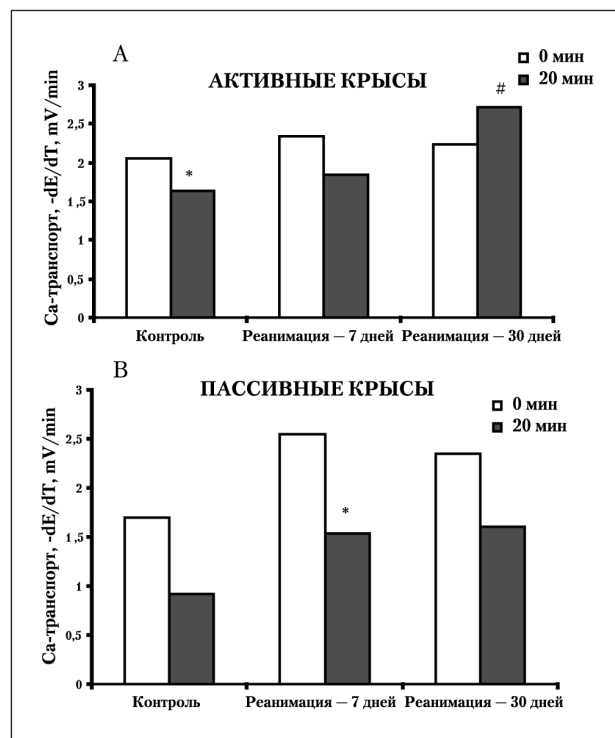 A
АКТИВНЫЕ КРЫСЫ
0 мин
20 мин
Ca-транспорт, -dE/dT, mV/min
3
2,5
2
1,5
1
0,5
0
*
#
Контроль
Реанимация — 7 дней
Реанимация — 30 дней
B
ПАССИВНЫЕ КРЫСЫ
0 мин
20 мин
Ca-транспорт, -dE/dT, mV/min
3
2,5
2
1,5
1
0,5
0
*
Контроль
Реанимация — 7 дней
Реанимация — 30 дней